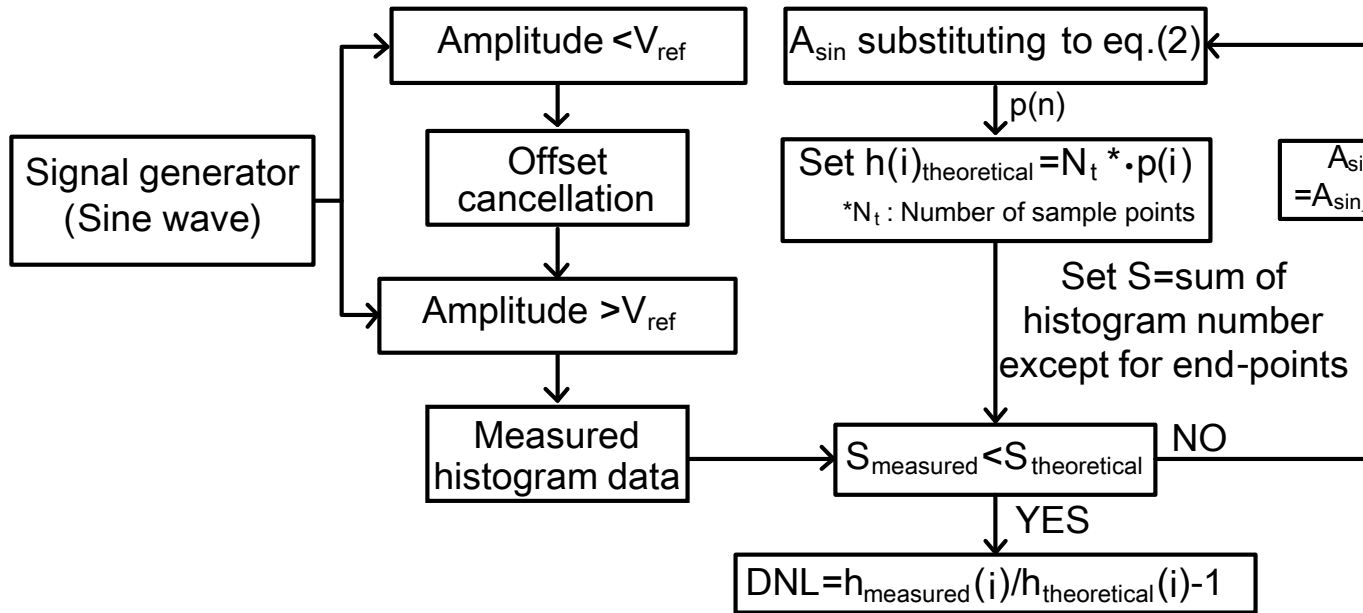 Amplitude <Vref
Signal generator
(Sine wave)
Offset
cancellation
Amplitude >Vref
Measured
histogram data
Asin substituting to eq.(2)
p(n)
Set h(i)theoretical=Nt *·p(i)
*Nt : Number of sample points
Asi
=Asin_
Set S=sum of
histogram number
except for end-points
Smeasured<Stheoretical
NO
YES
DNL=hmeasured(i)/htheoretical(i)-1